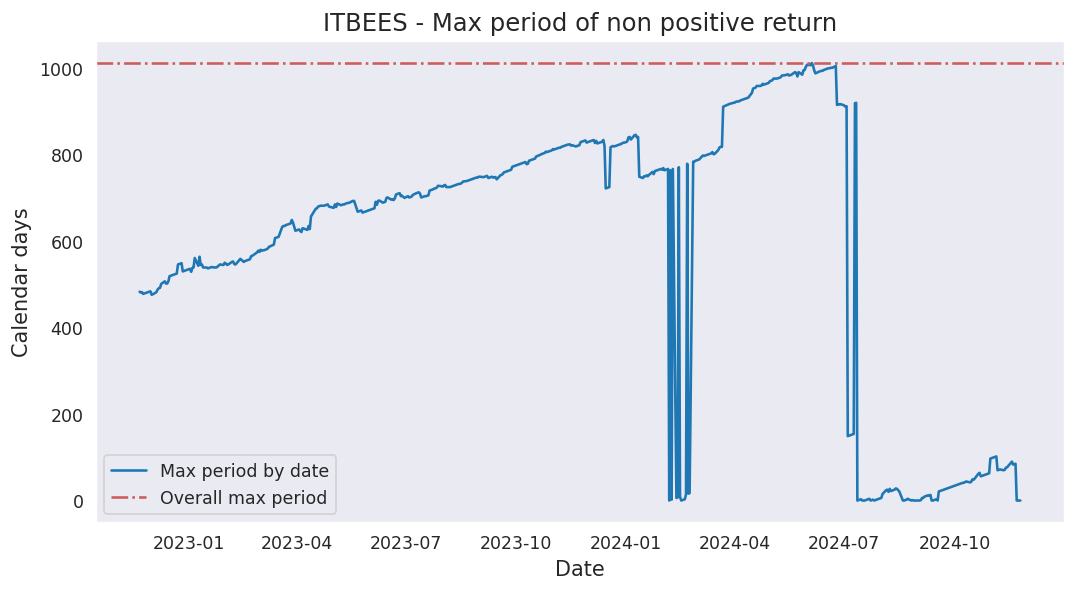 ITBEES - Max period of non positive return
Calendar days
1000
800
600
400
200
0
Max period by date
Overall max period
2023-01
2023-04
2023-07
2023-10
2024-01
2024-04
2024-07
2024-10
Date